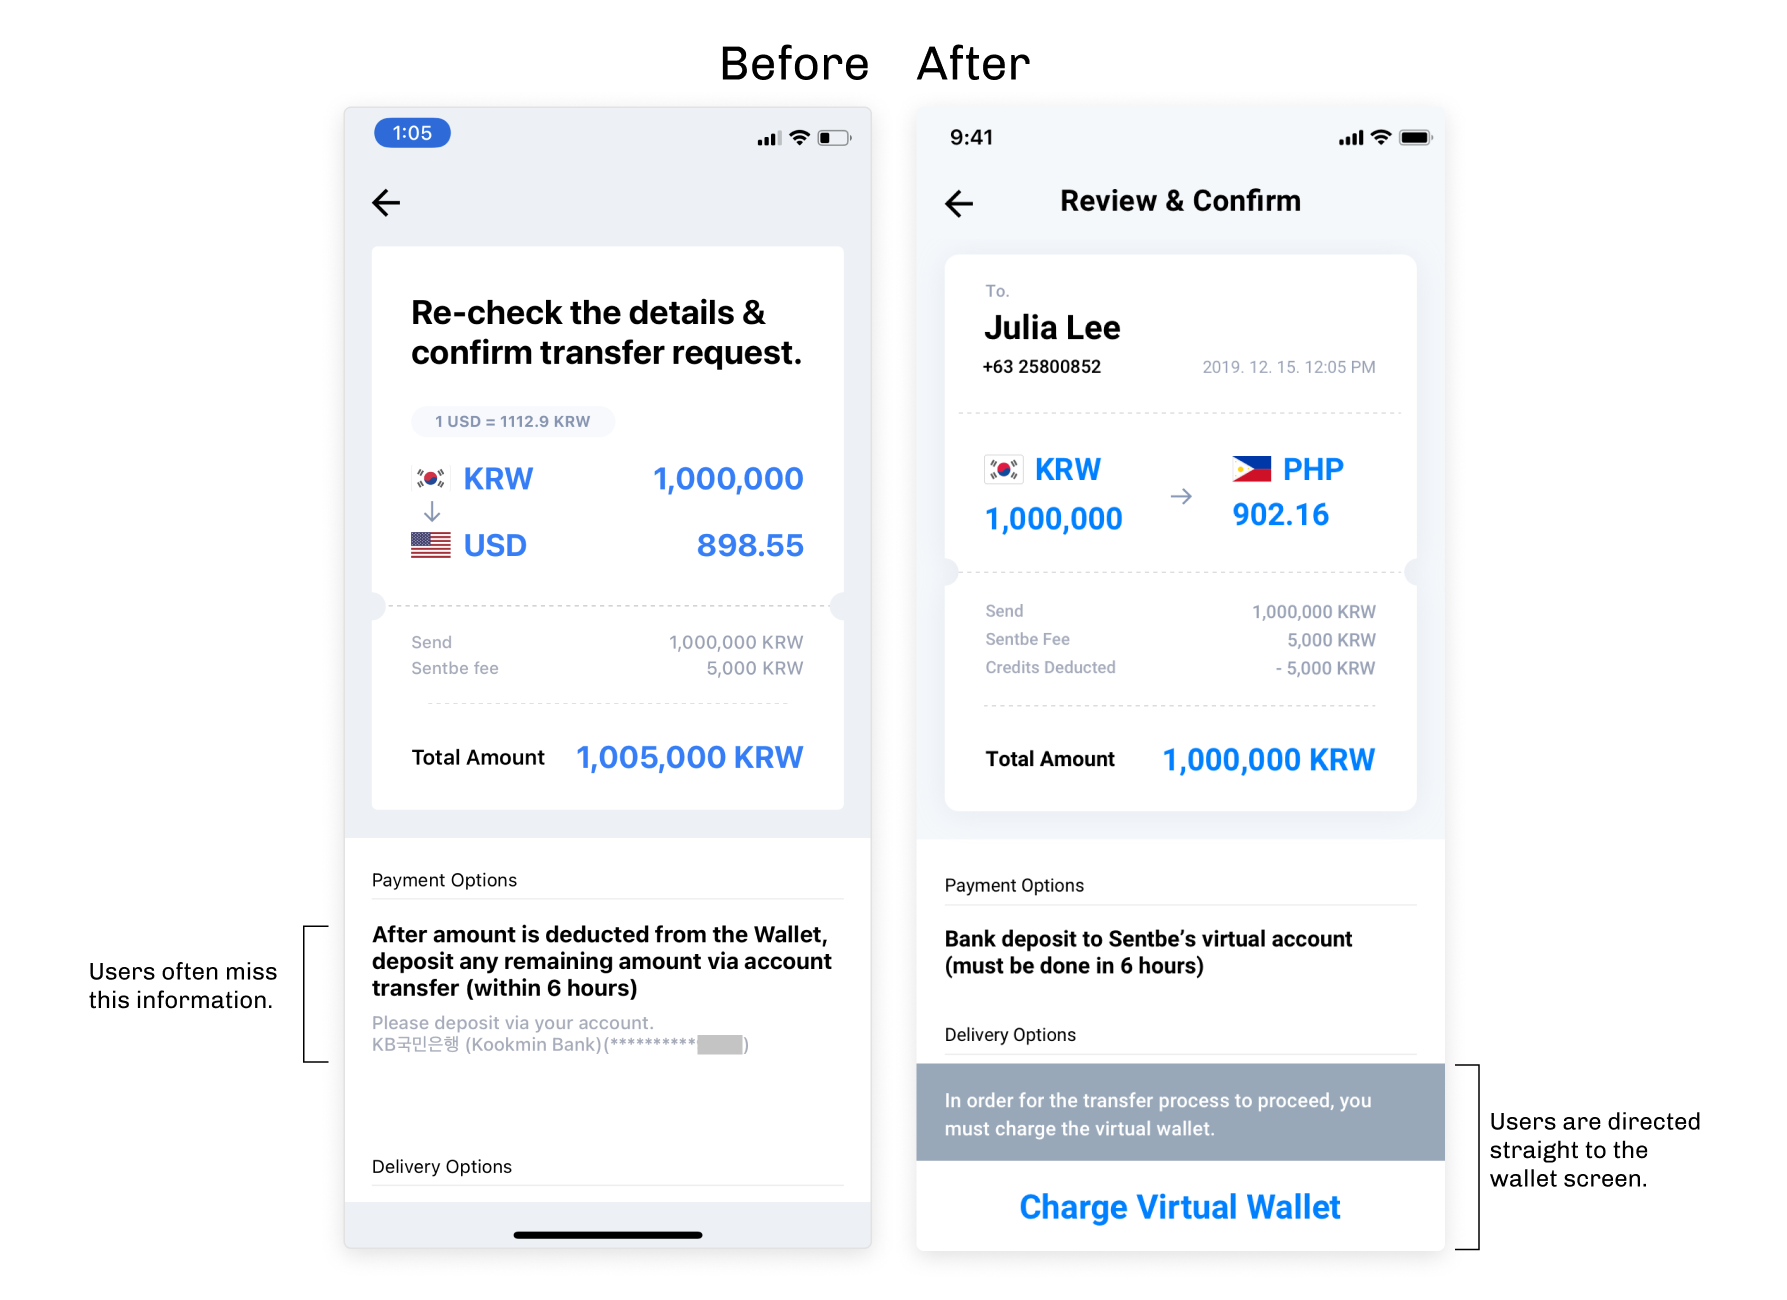 Before
After
1:05
Re-check the details &
confirm transfer request.
1 USD = 1112.9 KRW
KRW 1,000,000
USD 898.55
Send 1,000,000 KRW
Sentbe fee 5,000 KRW
Total Amount 1,005,000 KRW
Payment Options
After amount is deducted from the Wallet,
deposit any remaining amount via account
transfer (within 6 hours)
Please deposit via your account.
KB국민은행 (Kookmin Bank)(********** )
Delivery Options
Users often miss
this information.
9:41
Review & Confirm
To.
Julia Lee
+63 25800852 2019. 12. 15. 12:05 PM
KRW PHP
1,000,000 902.16
Send 1,000,000 KRW
Sentbe Fee 5,000 KRW
Credits Deducted - 5,000 KRW
Total Amount 1,000,000 KRW
Payment Options
Bank deposit to Sentbe’s virtual account
(must be done in 6 hours)
Delivery Options
In order for the transfer process to proceed, you
must charge the virtual wallet.
Charge Virtual Wallet
Users are directed
straight to the
wallet screen.